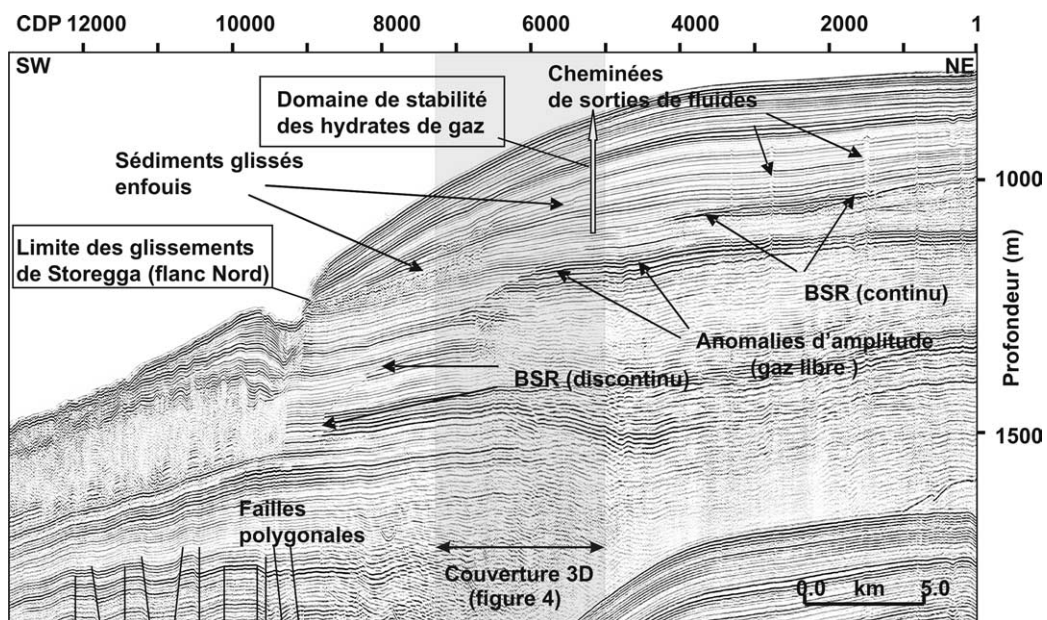 CDP 12000 10000 8000 6000 4000 2000 1
SW
NE
Cheminées
de sorties de fluides
Domaine de stabilité
des hydrates de gaz
Sédiments glissés
enfouis
1000
Limite des glissements
de Storegga (flanc Nord)
BSR (continu)
Profondeur (m)
Anomalies d'amplitude
(gaz libre )
BSR (discontinu)
1500
Failles
polygonales
Couverture 3D
(figure 4)
0.0 km 5.0